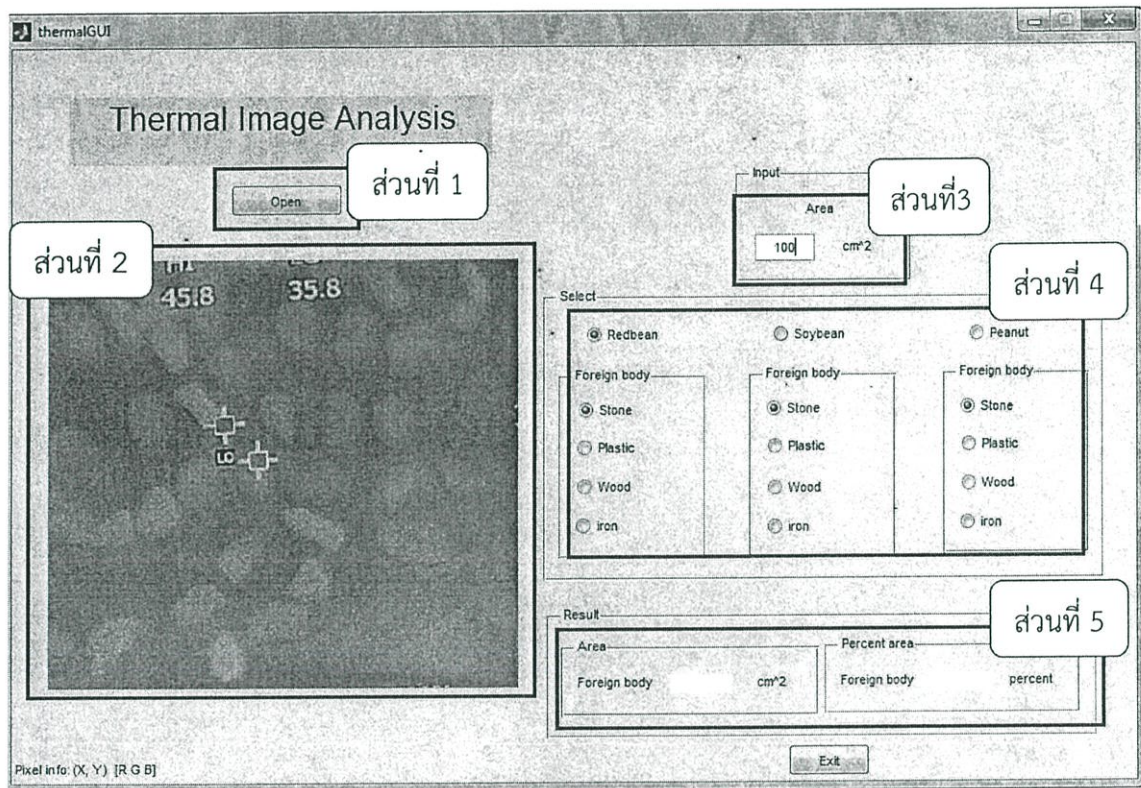 thermalGUI
Thermal Image Analysis
ส่วนที่ 1
Open
ส่วนที่ 2
45.8 35.8
LO
Input
ส่วนที่3
Area
100 cm^2
ส่วนที่ 4
Select
Redbean Soybean Peanut
Foreign body Foreign body Foreign body
Stone Stone Stone
Plastic Plastic Plastic
Wood Wood Wood
iron iron iron
ส่วนที่ 5
Result
Area Percent area
Foreign body cm^2 Foreign body percent
Exit
Pixel info: (X, Y) [R G B]